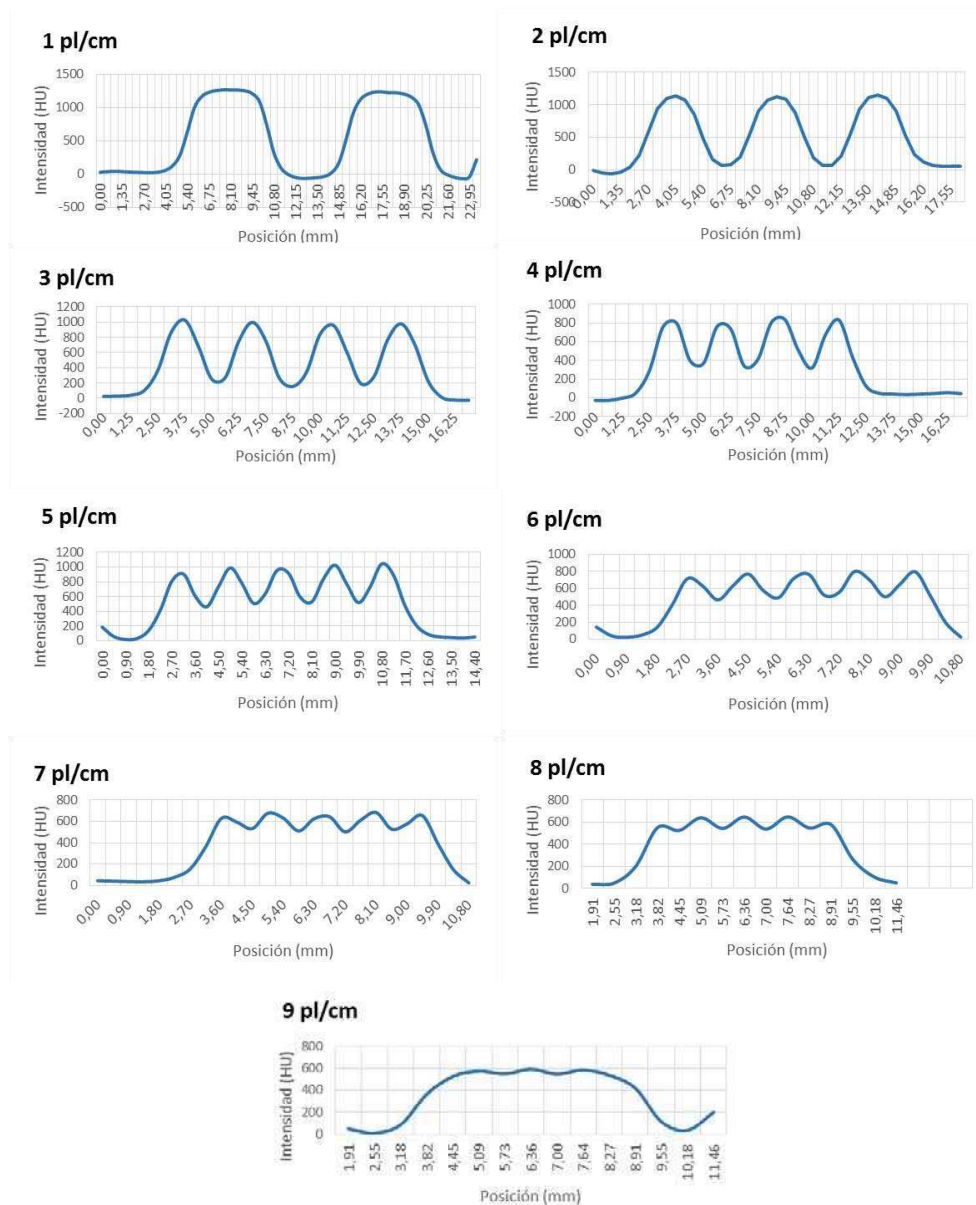 1 pl/cm
Intensidad (HU)
1500
1000
500
0
-500
0,00 1,35 2,70 4,05 5,40 6,75 8,10 9,45 10,80 12,15 13,50 14,85 16,20 17,55 18,90 20,25 21,60 22,95
Posición (mm)
2 pl/cm
Intensidad (HU)
1500
1000
500
0
-500
0,00 1,35 2,70 4,05 5,40 6,75 8,10 9,45 10,80 12,15 13,50 14,85 16,20 17,55
Posición (mm)
3 pl/cm
Intensidad (HU)
1200
1000
800
600
400
200
0
-200
0,00 1,25 2,50 3,75 5,00 6,25 7,50 8,75 10,00 11,25 12,50 13,75 15,00 16,25
Posición (mm)
4 pl/cm
Intensidad (HU)
1000
800
600
400
200
0
-200
0,00 1,25 2,50 3,75 5,00 6,25 7,50 8,75 10,00 11,25 12,50 13,75 15,00 16,25
Posición (mm)
5 pl/cm
Intensidad (HU)
1200
1000
800
600
400
200
0
0,00 0,90 1,80 2,70 3,60 4,50 5,40 6,30 7,20 8,10 9,00 9,90 10,80 11,70 12,60 13,50 14,40
Posición (mm)
6 pl/cm
Intensidad (HU)
1000
800
600
400
200
0
0,00 0,90 1,80 2,70 3,60 4,50 5,40 6,30 7,20 8,10 9,00 9,90 10,80
Posición (mm)
7 pl/cm
Intensidad (HU)
800
600
400
200
0
0,00 0,90 1,80 2,70 3,60 4,50 5,40 6,30 7,20 8,10 9,00 9,90 10,80
Posición (mm)
8 pl/cm
Intensidad (HU)
800
600
400
200
0
1,91 2,55 3,18 3,82 4,45 5,09 5,73 6,36 7,00 7,64 8,27 8,91 9,55 10,18 11,46
Posición (mm)
9 pl/cm
Intensidad (HU)
800
600
400
200
0
1,91 2,55 3,18 3,82 4,45 5,09 5,73 6,36 7,00 7,64 8,27 8,91 9,55 10,18 11,46
Posición (mm)